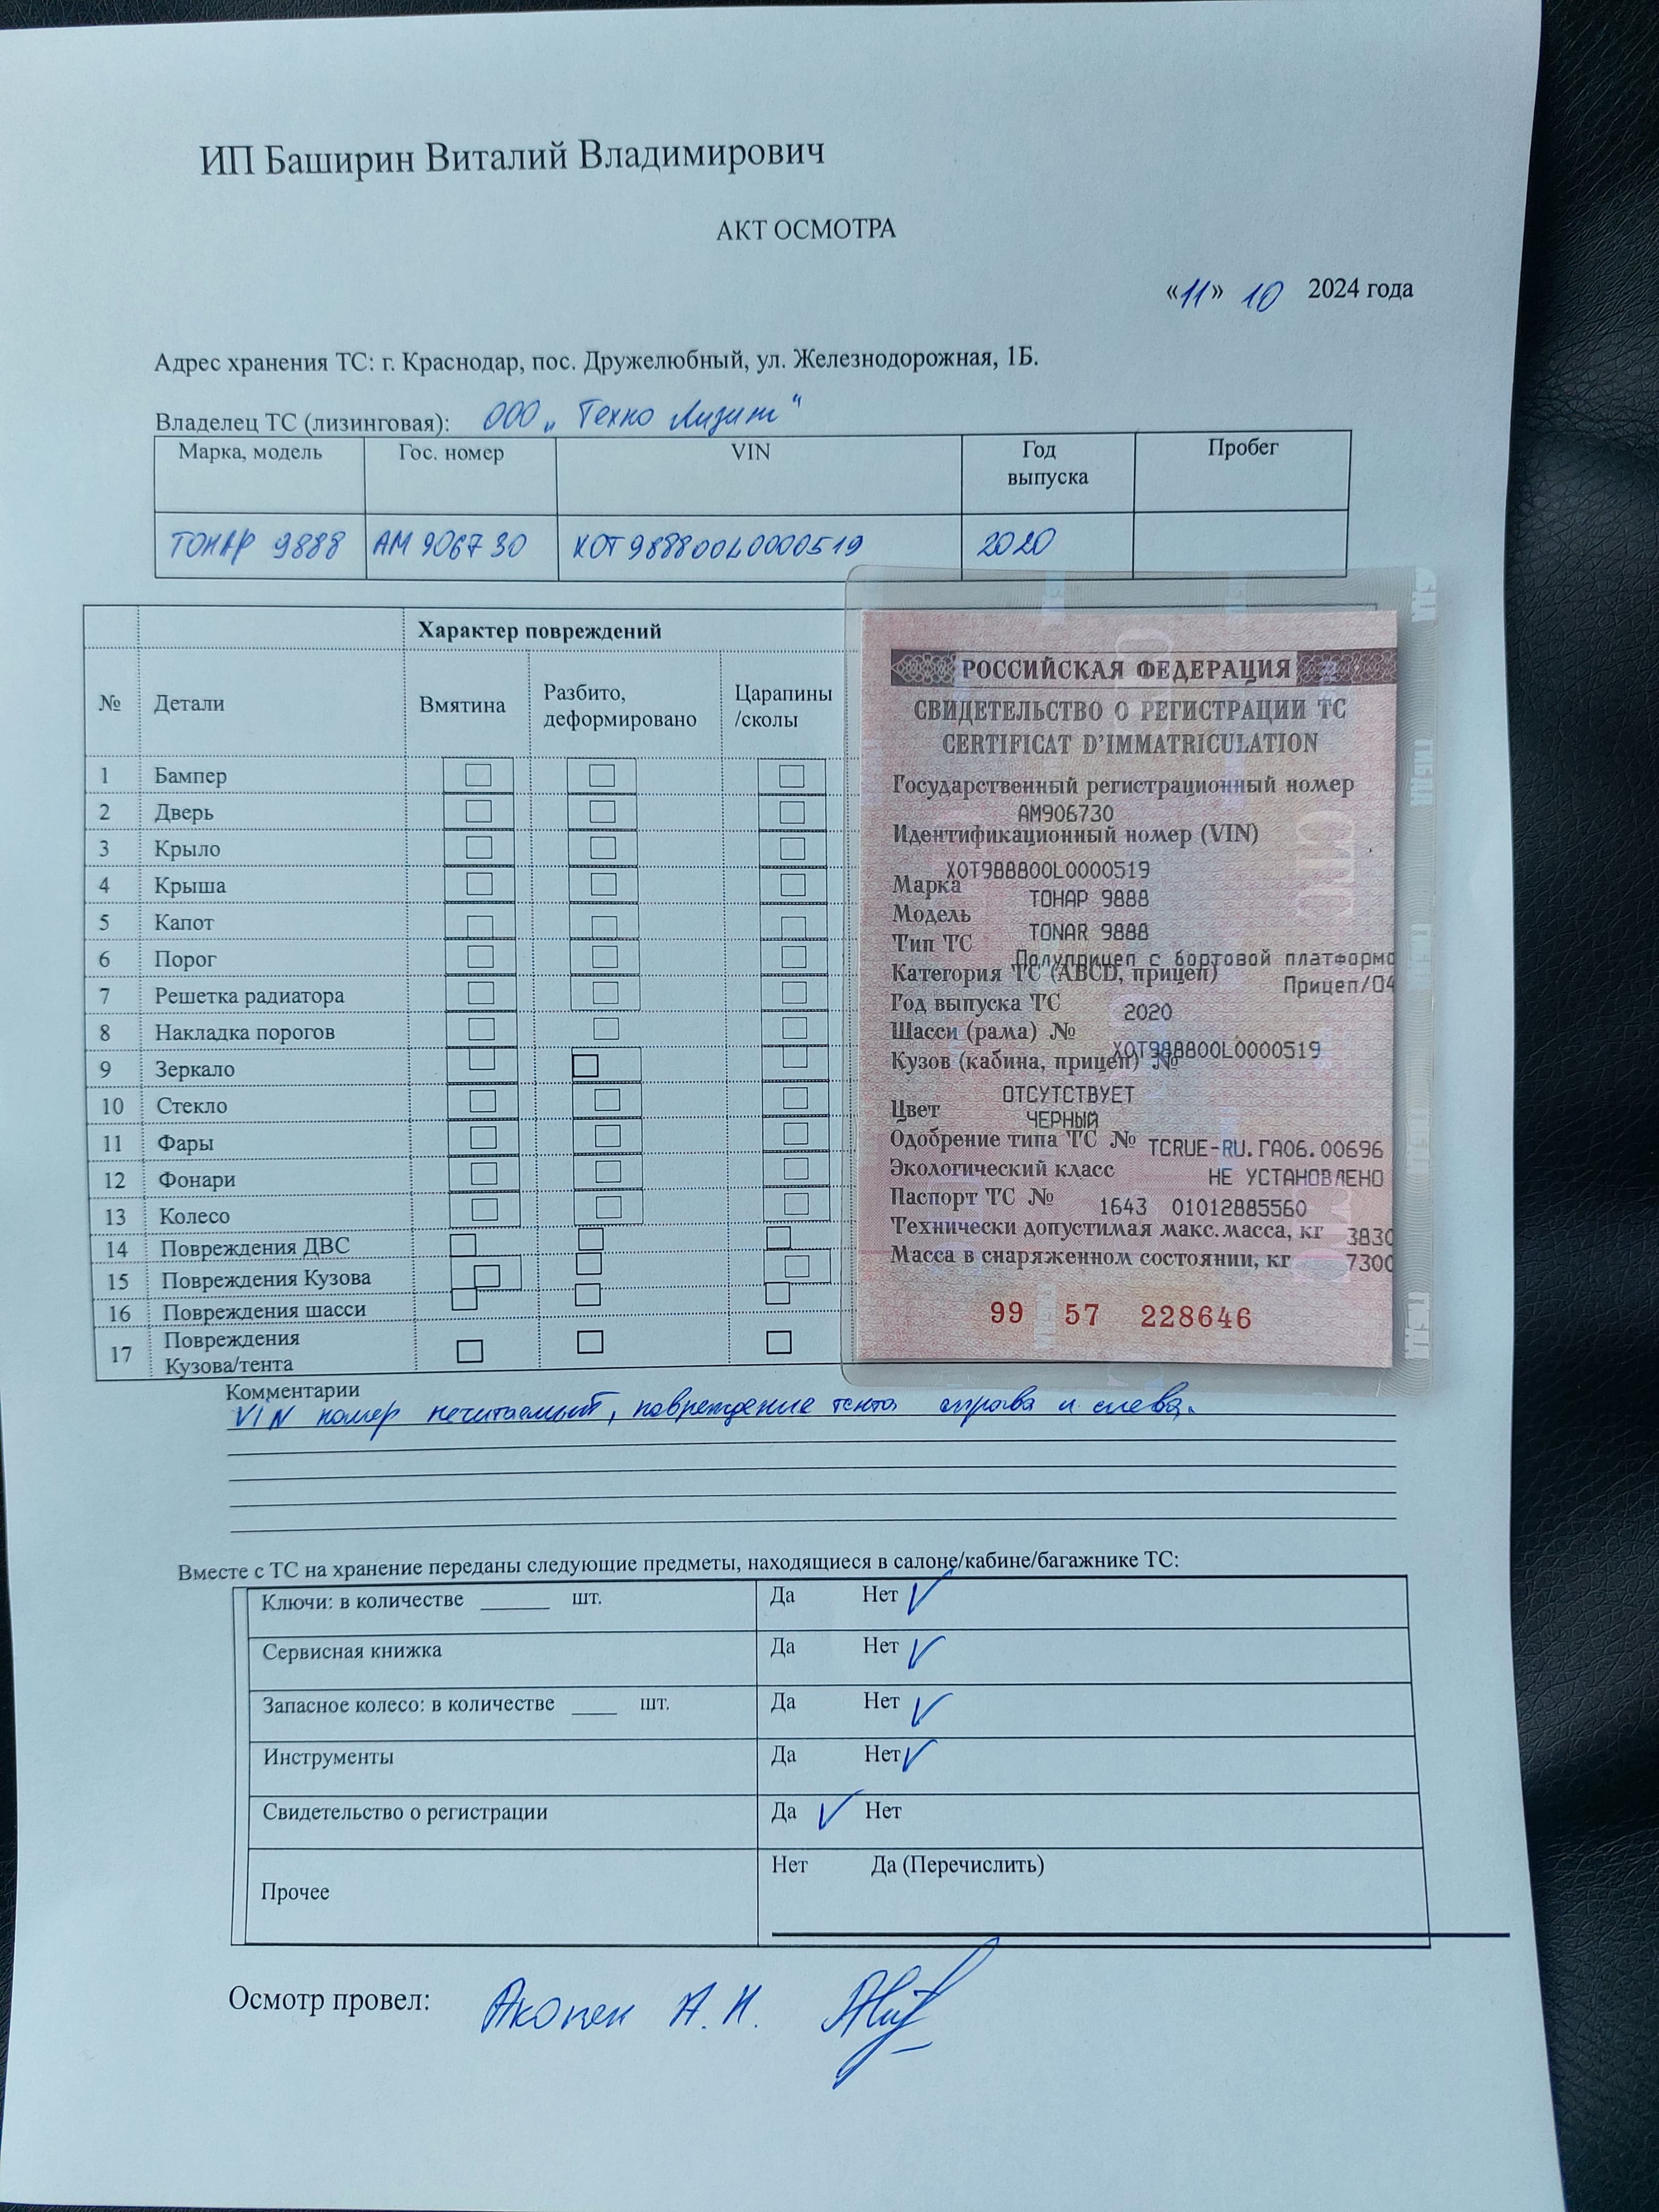 ИП Баширин Виталий Владимирович
АКТ ОСМОТРА
«11» 10 2024 года
Адрес хранения ТС: г. Краснодар, пос. Дружелюбный, ул. Железнодорожная, 1Б.
Владелец ТС (лизинговая): ООО „Техно Лизинг"
Марка, модель Гос. номер VIN Год выпуска Пробег
ТОНАР 9888 АМ 9067 30 X0T988800L0000519 2020
Характер повреждений
№ Детали Вмятина Разбито, деформировано Царапины /сколы
1 Бампер
2 Дверь
3 Крыло
4 Крыша
5 Капот
6 Порог
7 Решетка радиатора
8 Накладка порогов
9 Зеркало
10 Стекло
11 Фары
12 Фонари
13 Колесо
14 Повреждения ДВС
15 Повреждения Кузова
16 Повреждения шасси
17 Повреждения Кузова/тента
РОССИЙСКАЯ ФЕДЕРАЦИЯ
СВИДЕТЕЛЬСТВО О РЕГИСТРАЦИИ ТС
CERTIFICAT D'IMMATRICULATION
Государственный регистрационный номер
АМ906730
Идентификационный номер (VIN)
X0T988800L0000519
Марка ТОНАР 9888
Модель TONAR 9888
Тип ТС Полуприцеп с бортовой платформо
Категория ТС (ABCD, прицеп) Прицеп/04
Год выпуска ТС 2020
Шасси (рама) № X0T988800L0000519
Кузов (кабина, прицеп) №
ОТСУТСТВУЕТ
Цвет ЧЕРНЫЙ
Одобрение типа ТС № TCRUE-RU.ГА06.00696
Экологический класс НЕ УСТАНОВЛЕНО
Паспорт ТС № 1643 01012885560
Технически допустимая макс.масса, кг 3830
Масса в снаряженном состоянии, кг 7300
99 57 228646
Комментарии
VIN номер нечитаемый, повреждение тента справа и слева.
Вместе с ТС на хранение переданы следующие предметы, находящиеся в салоне/кабине/багажнике ТС:
Ключи: в количестве ______ шт. Да Нет ✓
Сервисная книжка Да Нет ✓
Запасное колесо: в количестве ____ шт. Да Нет ✓
Инструменты Да Нет ✓
Свидетельство о регистрации Да ✓ Нет
Прочее Нет Да (Перечислить)
Осмотр провел: Акопян А. Н.